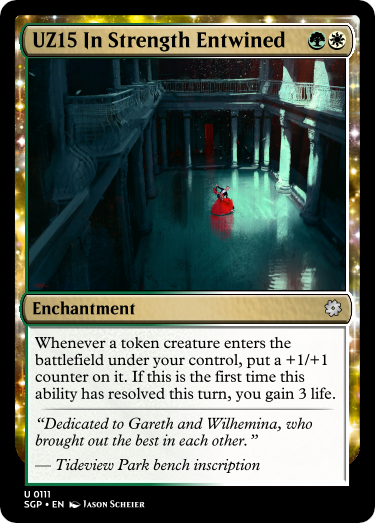 UZ15 In Strength Entwined
Enchantment
Whenever a token creature enters the
battlefield under your control, put a +1/+1
counter on it. If this is the first time this
ability has resolved this turn, you gain 3 life.
“Dedicated to Gareth and Wilhemina, who
brought out the best in each other.”
— Tideview Park bench inscription
U 0111
SGP • EN Jason Scheier